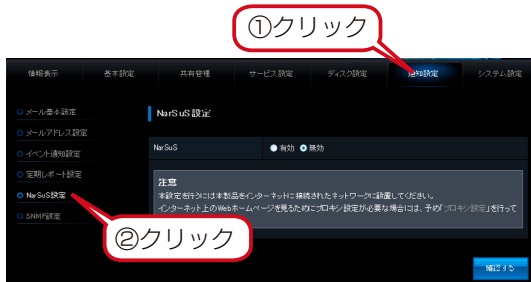 ①クリック
情報表示 基本設定 共有管理 サービス設定 ディスク設定 通知設定 システム設定
メール基本設定
NarSuS設定
メールアドレス設定
イベント通知設定
NarSuS 有効 無効
定期レポート設定
NarSuS設定
SNMP設定
注意
本設定を行うには本製品をインターネットに接続されたネットワークに設置してください。
インターネット上のWebホームページを見るためにプロキシ設定が必要な場合には、予め「プロキシ設定」を行って
②クリック
確認する